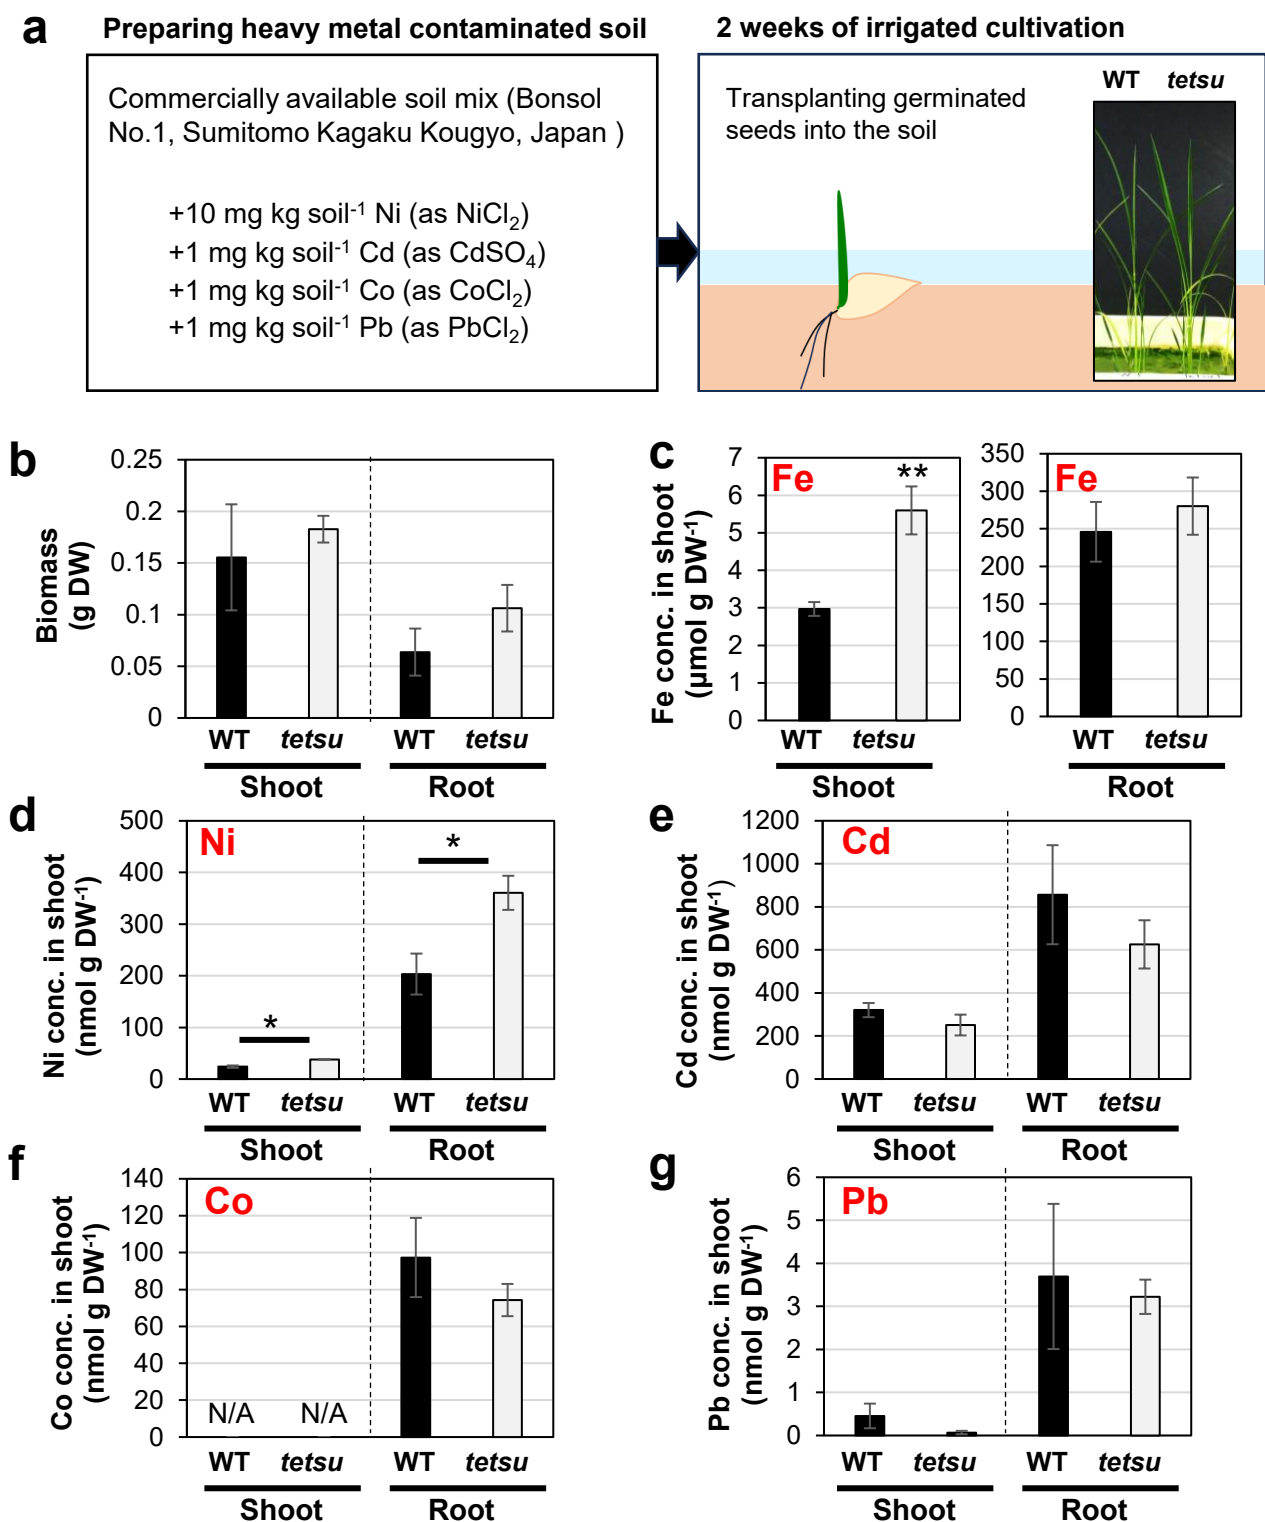 a
Preparing heavy metal contaminated soil
2 weeks of irrigated cultivation
Commercially available soil mix (Bonsol
No.1, Sumitomo Kagaku Kougyo, Japan )
+10 mg kg soil⁻¹ Ni (as NiCl₂)
+1 mg kg soil⁻¹ Cd (as CdSO₄)
+1 mg kg soil⁻¹ Co (as CoCl₂)
+1 mg kg soil⁻¹ Pb (as PbCl₂)
Transplanting germinated
seeds into the soil
WT tetsu
b
Biomass
(g DW)
0.25
0.2
0.15
0.1
0.05
0
WT tetsu WT tetsu
Shoot Root
c
Fe conc. in shoot
(µmol g DW⁻¹)
7
6
5
4
3
2
1
0
Fe
**
WT tetsu
Shoot
350
300
250
200
150
100
50
0
Fe
WT tetsu
Root
d
Ni conc. in shoot
(nmol g DW⁻¹)
500
400
300
200
100
0
Ni
*
*
WT tetsu WT tetsu
Shoot Root
e
Cd conc. in shoot
(nmol g DW⁻¹)
1200
1000
800
600
400
200
0
Cd
WT tetsu WT tetsu
Shoot Root
f
Co conc. in shoot
(nmol g DW⁻¹)
140
120
100
80
60
40
20
0
Co
N/A N/A
WT tetsu WT tetsu
Shoot Root
g
Pb conc. in shoot
(nmol g DW⁻¹)
6
5
4
3
2
1
0
Pb
WT tetsu WT tetsu
Shoot Root